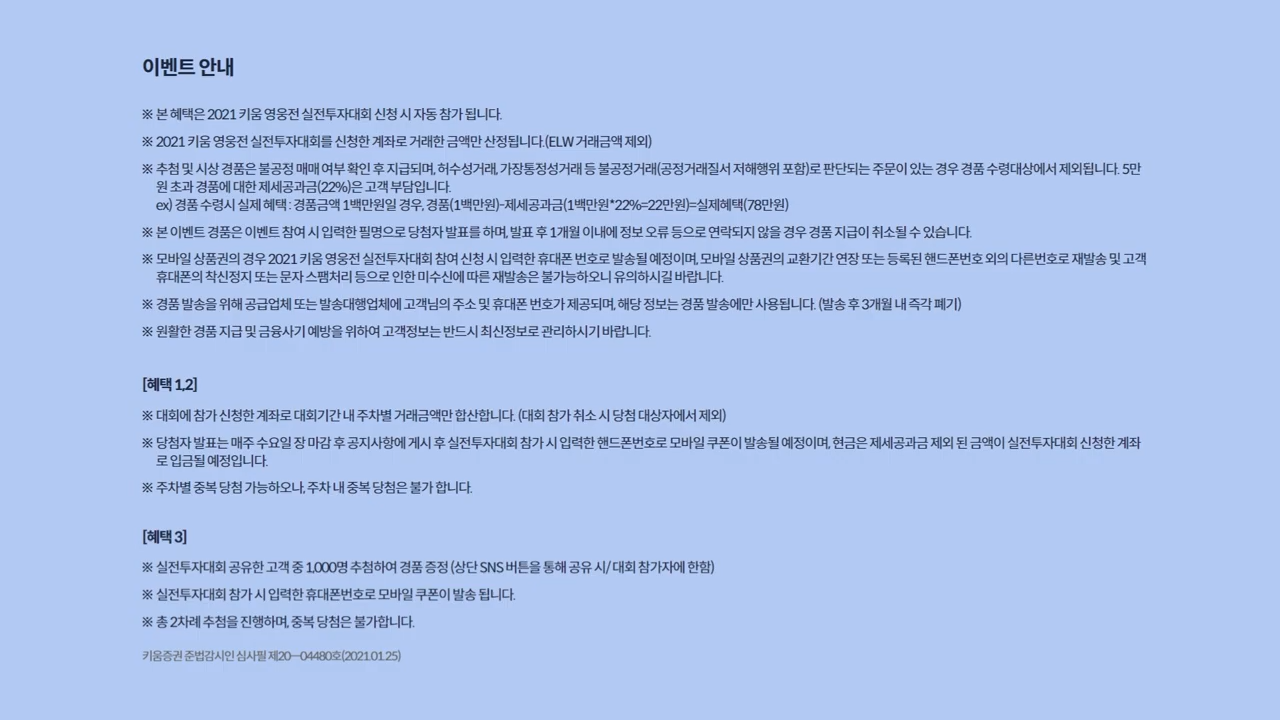 이벤트 안내
※ 본 혜택은 2021 키움 영웅전 실전투자대회 신청 시 자동 참가 됩니다.
※ 2021 키움 영웅전 실전투자대회를 신청한 계좌로 거래한 금액만 산정됩니다.(ELW 거래금액 제외)
※ 추첨 및 시상 경품은 불공정 매매 여부 확인 후 지급되며, 허수성거래, 가장통정성거래 등 불공정거래(공정거래질서 저해행위 포함)로 판단되는 주문이 있는 경우 경품 수령대상에서 제외됩니다. 5만
원 초과 경품에 대한 제세공과금(22%)은 고객 부담입니다.
ex) 경품 수령시 실제 혜택 : 경품금액 1백만원일 경우, 경품(1백만원)-제세공과금(1백만원*22%=22만원)=실제혜택(78만원)
※ 본 이벤트 경품은 이벤트 참여 시 입력한 필명으로 당첨자 발표를 하며, 발표 후 1개월 이내에 정보 오류 등으로 연락되지 않을 경우 경품 지급이 취소될 수 있습니다.
※ 모바일 상품권의 경우 2021 키움 영웅전 실전투자대회 참여 신청 시 입력한 휴대폰 번호로 발송될 예정이며, 모바일 상품권의 교환기간 연장 또는 등록된 핸드폰번호 외의 다른번호로 재발송 및 고객
휴대폰의 착신정지 또는 문자 스팸처리 등으로 인한 미수신에 따른 재발송은 불가능하오니 유의하시길 바랍니다.
※ 경품 발송을 위해 공급업체 또는 발송대행업체에 고객님의 주소 및 휴대폰 번호가 제공되며, 해당 정보는 경품 발송에만 사용됩니다. (발송 후 3개월 내 즉각 폐기)
※ 원활한 경품 지급 및 금융사기 예방을 위하여 고객정보는 반드시 최신정보로 관리하시기 바랍니다.
[혜택 1,2]
※ 대회에 참가 신청한 계좌로 대회기간 내 주차별 거래금액만 합산합니다. (대회 참가 취소 시 당첨 대상자에서 제외)
※ 당첨자 발표는 매주 수요일 장 마감 후 공지사항에 게시 후 실전투자대회 참가 시 입력한 핸드폰번호로 모바일 쿠폰이 발송될 예정이며, 현금은 제세공과금 제외 된 금액이 실전투자대회 신청한 계좌
로 입금될 예정입니다.
※ 주차별 중복 당첨 가능하오나, 주차 내 중복 당첨은 불가 합니다.
[혜택 3]
※ 실전투자대회 공유한 고객 중 1,000명 추첨하여 경품 증정 (상단 SNS 버튼을 통해 공유 시/ 대회 참가자에 한함)
※ 실전투자대회 참가 시 입력한 휴대폰번호로 모바일 쿠폰이 발송 됩니다.
※ 총 2차례 추첨을 진행하며, 중복 당첨은 불가합니다.
키움증권 준법감시인 심사필 제20—04480호(2021.01.25)